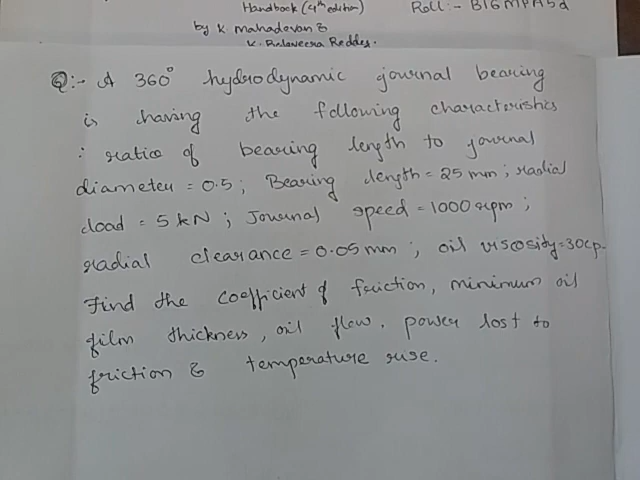 Handbook (4th edition)
Roll:- B16MPA5d
by K Mahadevan &
K. Balaveera Reddy.
Q:- A 360° hydrodynamic journal bearing
is having the following characteristics
: ratio of bearing length to journal
diameter = 0.5; Bearing length = 25 mm; radial
load = 5 kN; Journal speed = 1000 rpm;
radial clearance = 0.05 mm; oil viscosity=30cp.
Find the coefficient of friction, minimum oil
film thickness, oil flow, power lost to
friction & temperature rise.